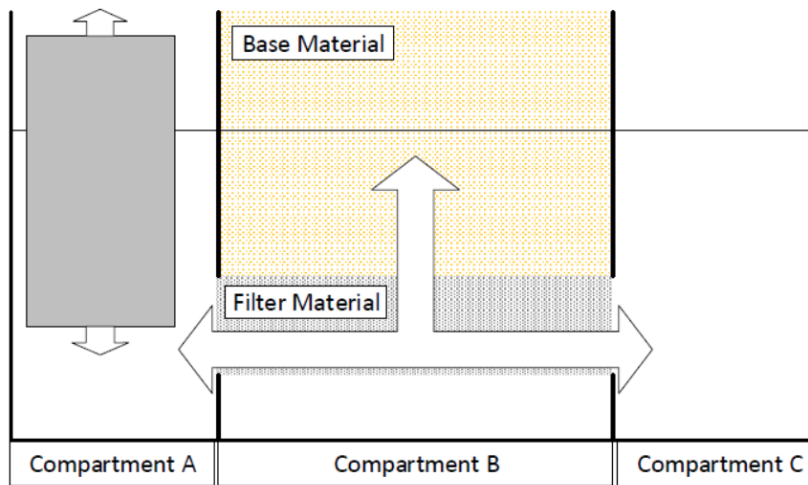 Base Material
Filter Material
Compartment A
Compartment B
Compartment C